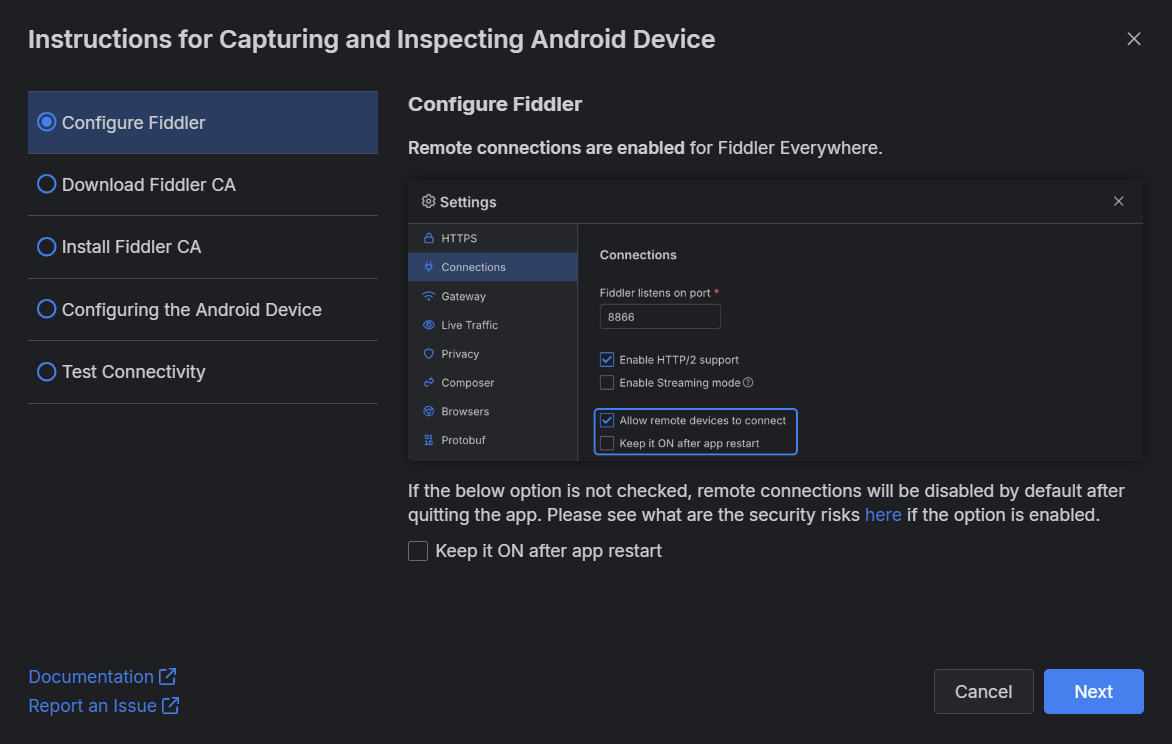 Instructions for Capturing and Inspecting Android Device
Configure Fiddler
Download Fiddler CA
Install Fiddler CA
Configuring the Android Device
Test Connectivity
Configure Fiddler
Remote connections are enabled for Fiddler Everywhere.
Settings
HTTPS
Connections
Gateway
Live Traffic
Privacy
Composer
Browsers
Protobuf
Connections
Fiddler listens on port *
8866
Enable HTTP/2 support
Enable Streaming mode
Allow remote devices to connect
Keep it ON after app restart
If the below option is not checked, remote connections will be disabled by default after
quitting the app. Please see what are the security risks here if the option is enabled.
Keep it ON after app restart
Documentation
Report an Issue
Cancel
Next